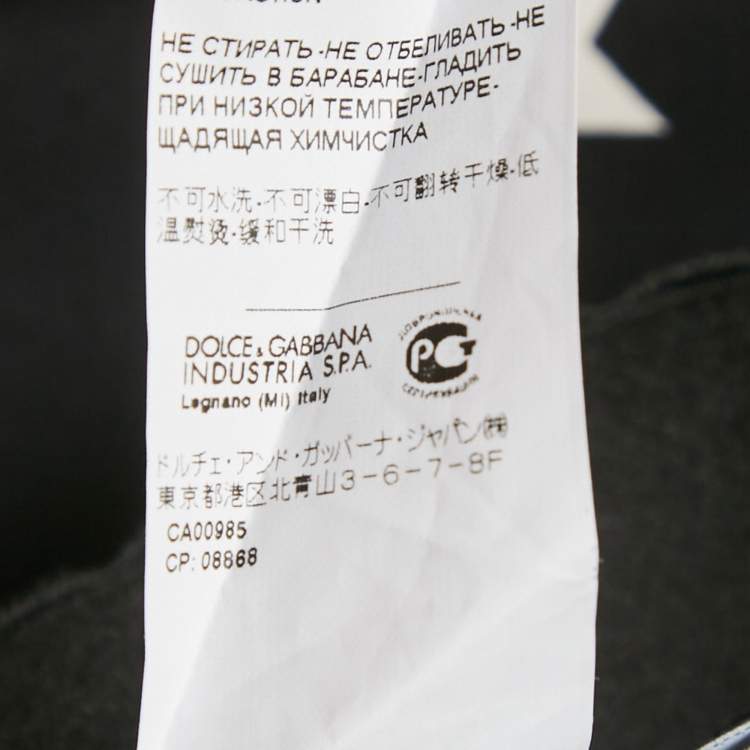 НЕ СТИРАТЬ-НЕ ОТБЕЛИВАТЬ-НЕ
СУШИТЬ В БАРАБАНЕ-ГЛАДИТЬ
ПРИ НИЗКОЙ ТЕМПЕРАТУРЕ-
ЩАДЯЩАЯ ХИМЧИСТКА
不可水洗-不可漂白-不可翻转干燥-低
温熨烫-缓和干洗
DOLCE & GABBANA
INDUSTRIA S.P.A.
Legnano (MI) Italy
PCT
ドルチェ・アンド・ガッバーナ・ジャパン(株)
東京都港区北青山3-6-7-8F
CA00985
CP: 08868